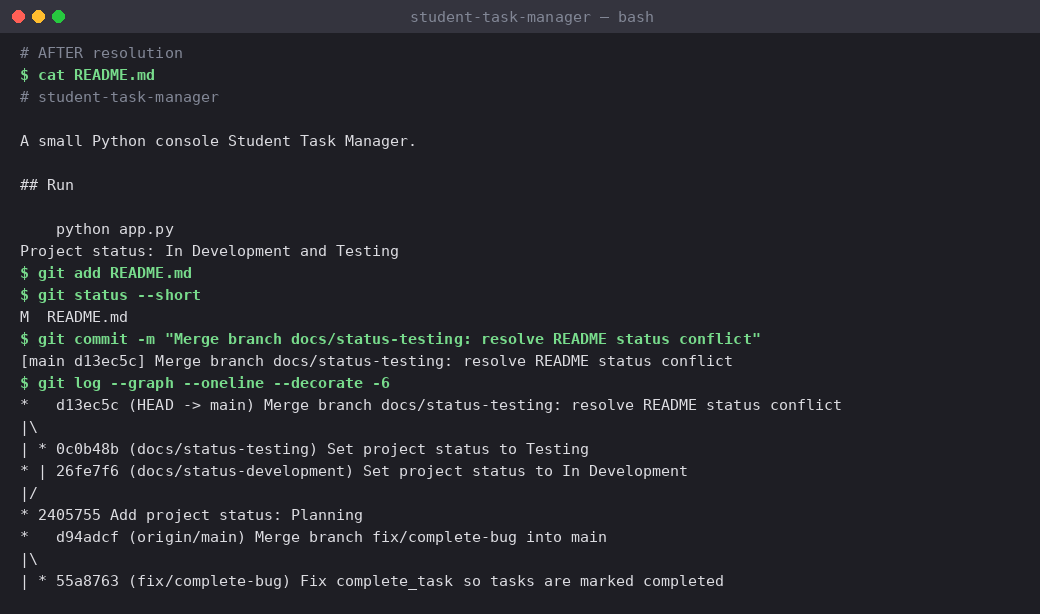 student-task-manager — bash
# AFTER resolution
$ cat README.md
# student-task-manager
A small Python console Student Task Manager.
## Run
    python app.py
Project status: In Development and Testing
$ git add README.md
$ git status --short
M  README.md
$ git commit -m "Merge branch docs/status-testing: resolve README status conflict"
[main d13ec5c] Merge branch docs/status-testing: resolve README status conflict
$ git log --graph --oneline --decorate -6
*   d13ec5c (HEAD -> main) Merge branch docs/status-testing: resolve README status conflict
|\
| * 0c0b48b (docs/status-testing) Set project status to Testing
* | 26fe7f6 (docs/status-development) Set project status to In Development
|/
* 2405755 Add project status: Planning
*   d94adcf (origin/main) Merge branch fix/complete-bug into main
|\
| * 55a8763 (fix/complete-bug) Fix complete_task so tasks are marked completed